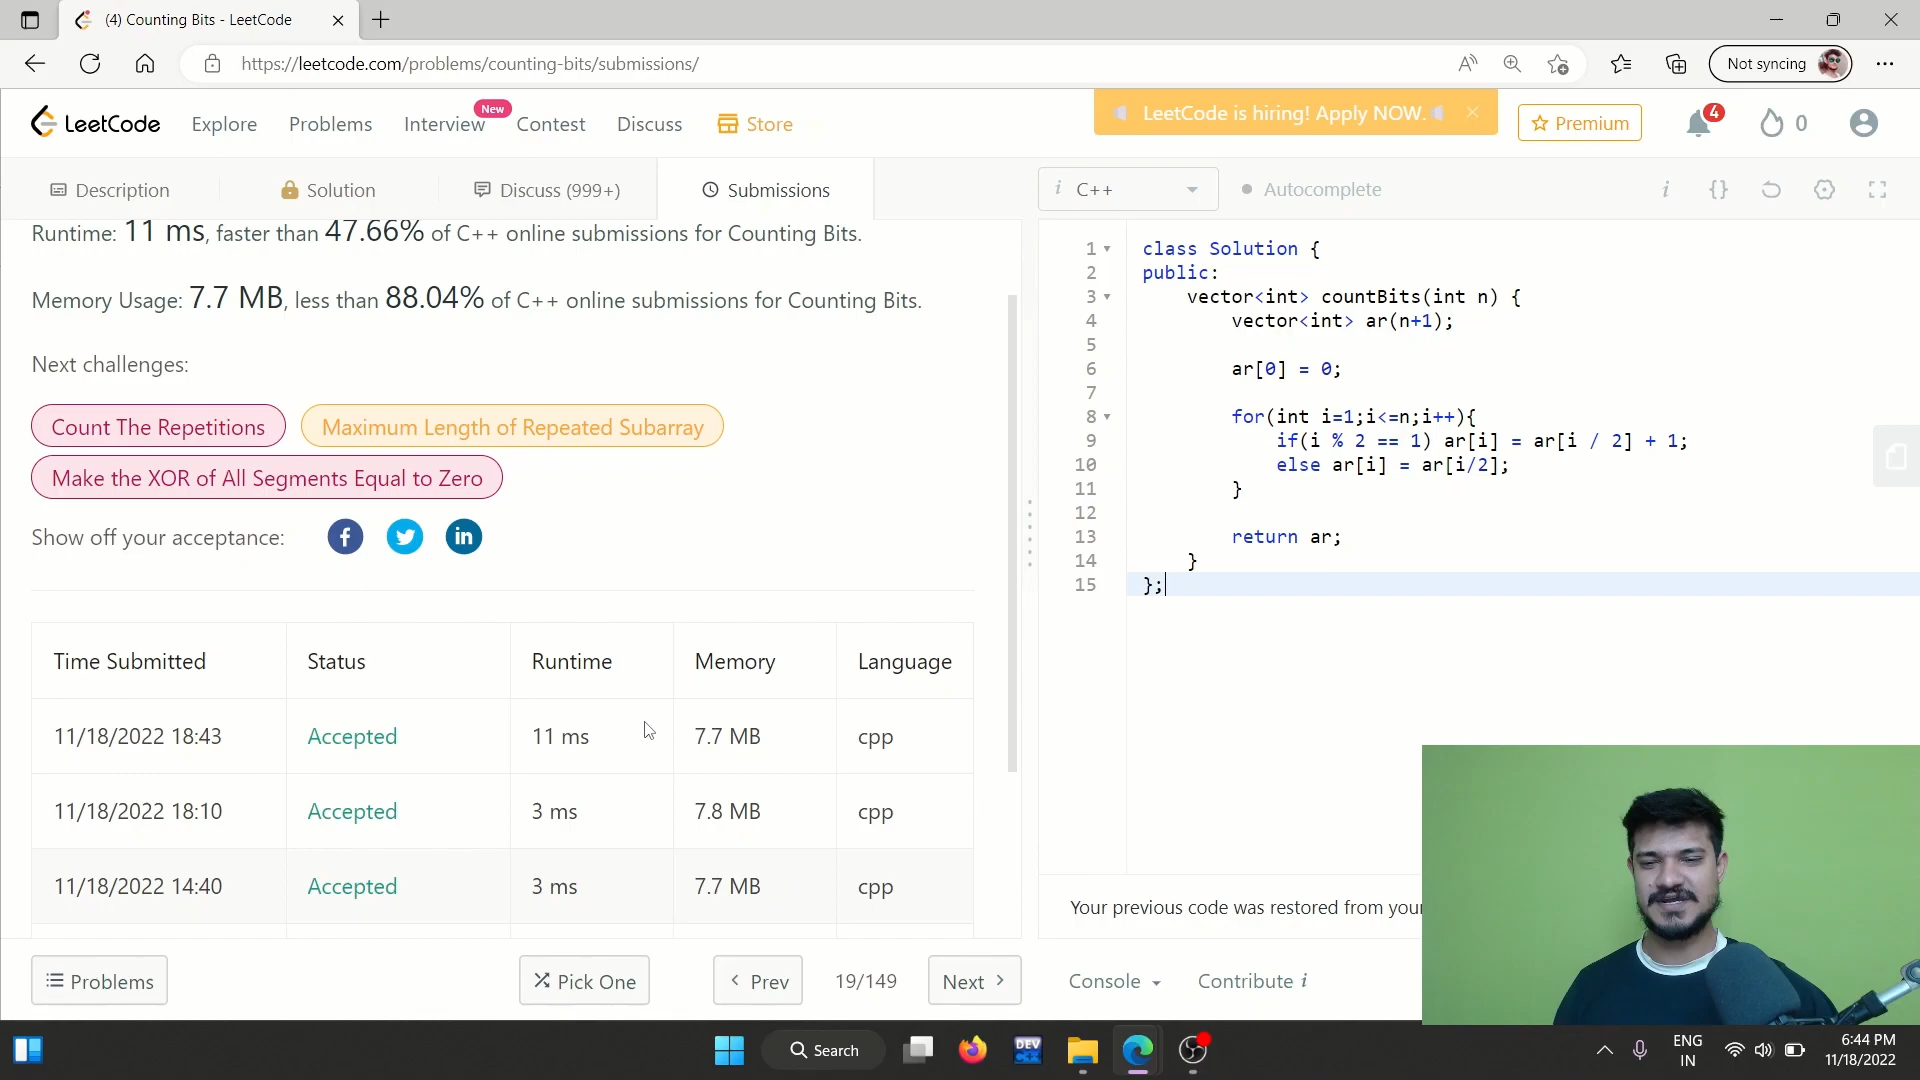 (4) Counting Bits - LeetCode
https://leetcode.com/problems/counting-bits/submissions/
Not syncing
LeetCode
Explore
Problems
Interview
New
Contest
Discuss
Store
LeetCode is hiring! Apply NOW.
Premium
4
0
Description
Solution
Discuss (999+)
Submissions
i C++
Autocomplete
Runtime: 11 ms, faster than 47.66% of C++ online submissions for Counting Bits.
Memory Usage: 7.7 MB, less than 88.04% of C++ online submissions for Counting Bits.
Next challenges:
Count The Repetitions
Maximum Length of Repeated Subarray
Make the XOR of All Segments Equal to Zero
Show off your acceptance:
Time Submitted Status Runtime Memory Language
11/18/2022 18:43 Accepted 11 ms 7.7 MB cpp
11/18/2022 18:10 Accepted 3 ms 7.8 MB cpp
11/18/2022 14:40 Accepted 3 ms 7.7 MB cpp
1 class Solution {
2 public:
3 vector<int> countBits(int n) {
4 vector<int> ar(n+1);
5
6 ar[0] = 0;
7
8 for(int i=1;i<=n;i++){
9 if(i % 2 == 1) ar[i] = ar[i / 2] + 1;
10 else ar[i] = ar[i/2];
11 }
12
13 return ar;
14 }
15 };
Your previous code was restored from your
Problems
Pick One
Prev
19/149
Next
Console
Contribute i
Search
DEV
ENG
IN
6:44 PM
11/18/2022